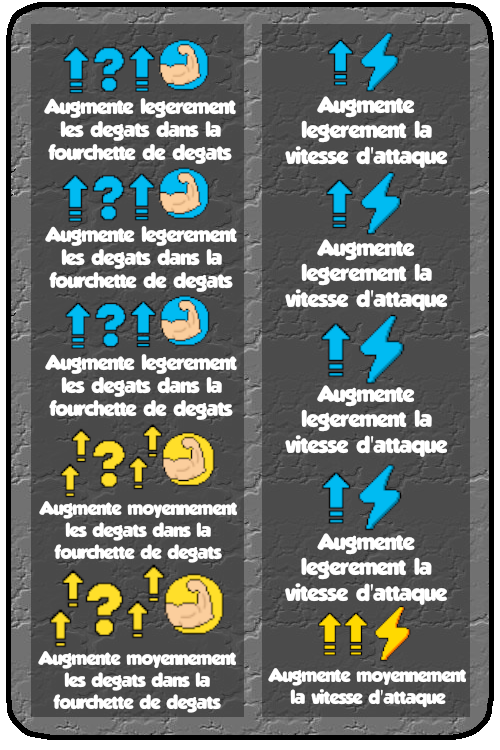 Augmente legerement
les degats dans la
fourchette de degats
Augmente legerement
les degats dans la
fourchette de degats
Augmente legerement
les degats dans la
fourchette de degats
Augmente moyennement
les degats dans la
fourchette de degats
Augmente moyennement
les degats dans la
fourchette de degats
Augmente
legerement la
vitesse d'attaque
Augmente
legerement la
vitesse d'attaque
Augmente
legerement la
vitesse d'attaque
Augmente
legerement la
vitesse d'attaque
Augmente moyennement
la vitesse d'attaque